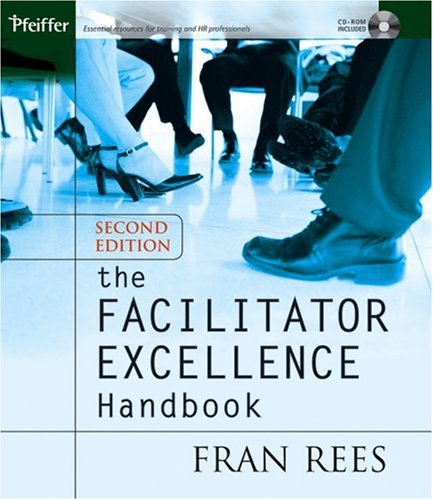 Pfeiffer
Essential resources for training and HR professionals
CD-ROM
INCLUDED
SECOND
EDITION
the
FACILITATOR
EXCELLENCE
Handbook
FRAN REES